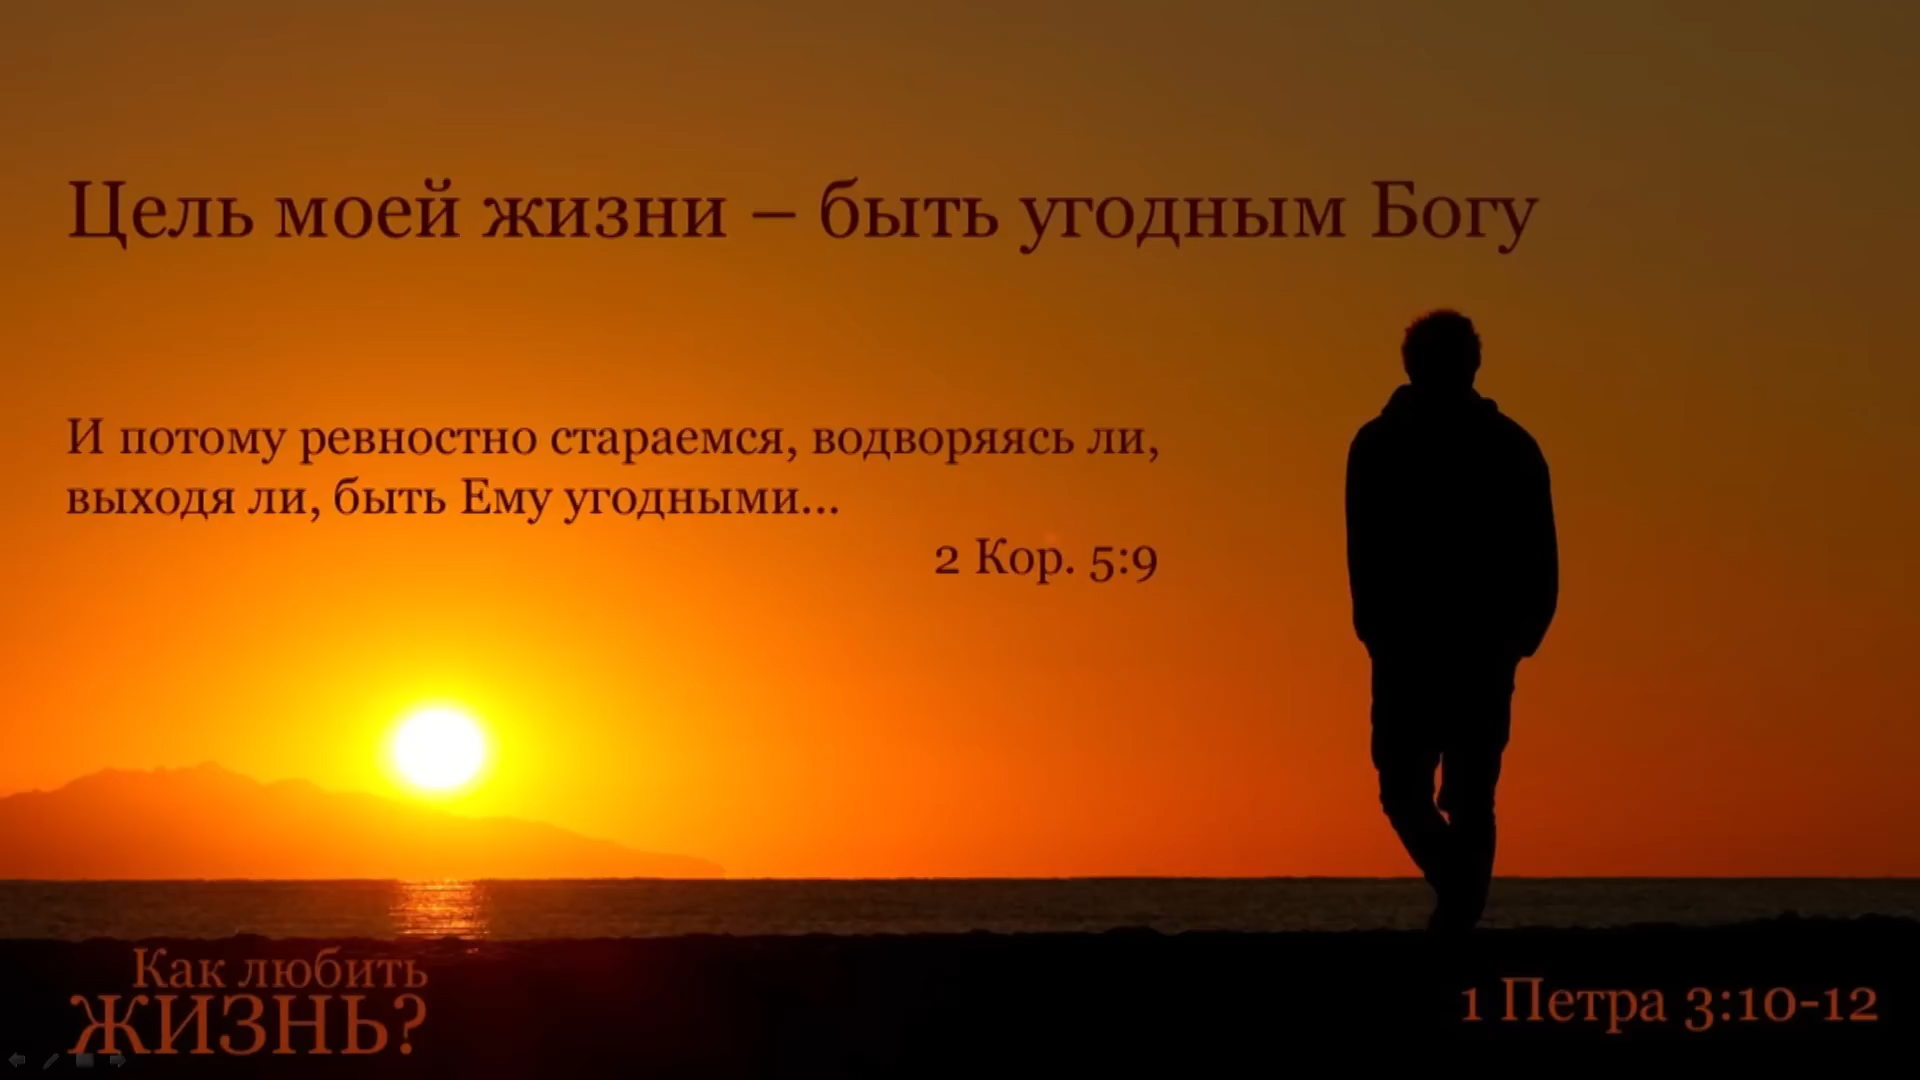 Цель моей жизни – быть угодным Богу
И потому ревностно стараемся, водворяясь ли,
выходя ли, быть Ему угодными...
2 Кор. 5:9
Как любить
ЖИЗНЬ?
1 Петра 3:10-12